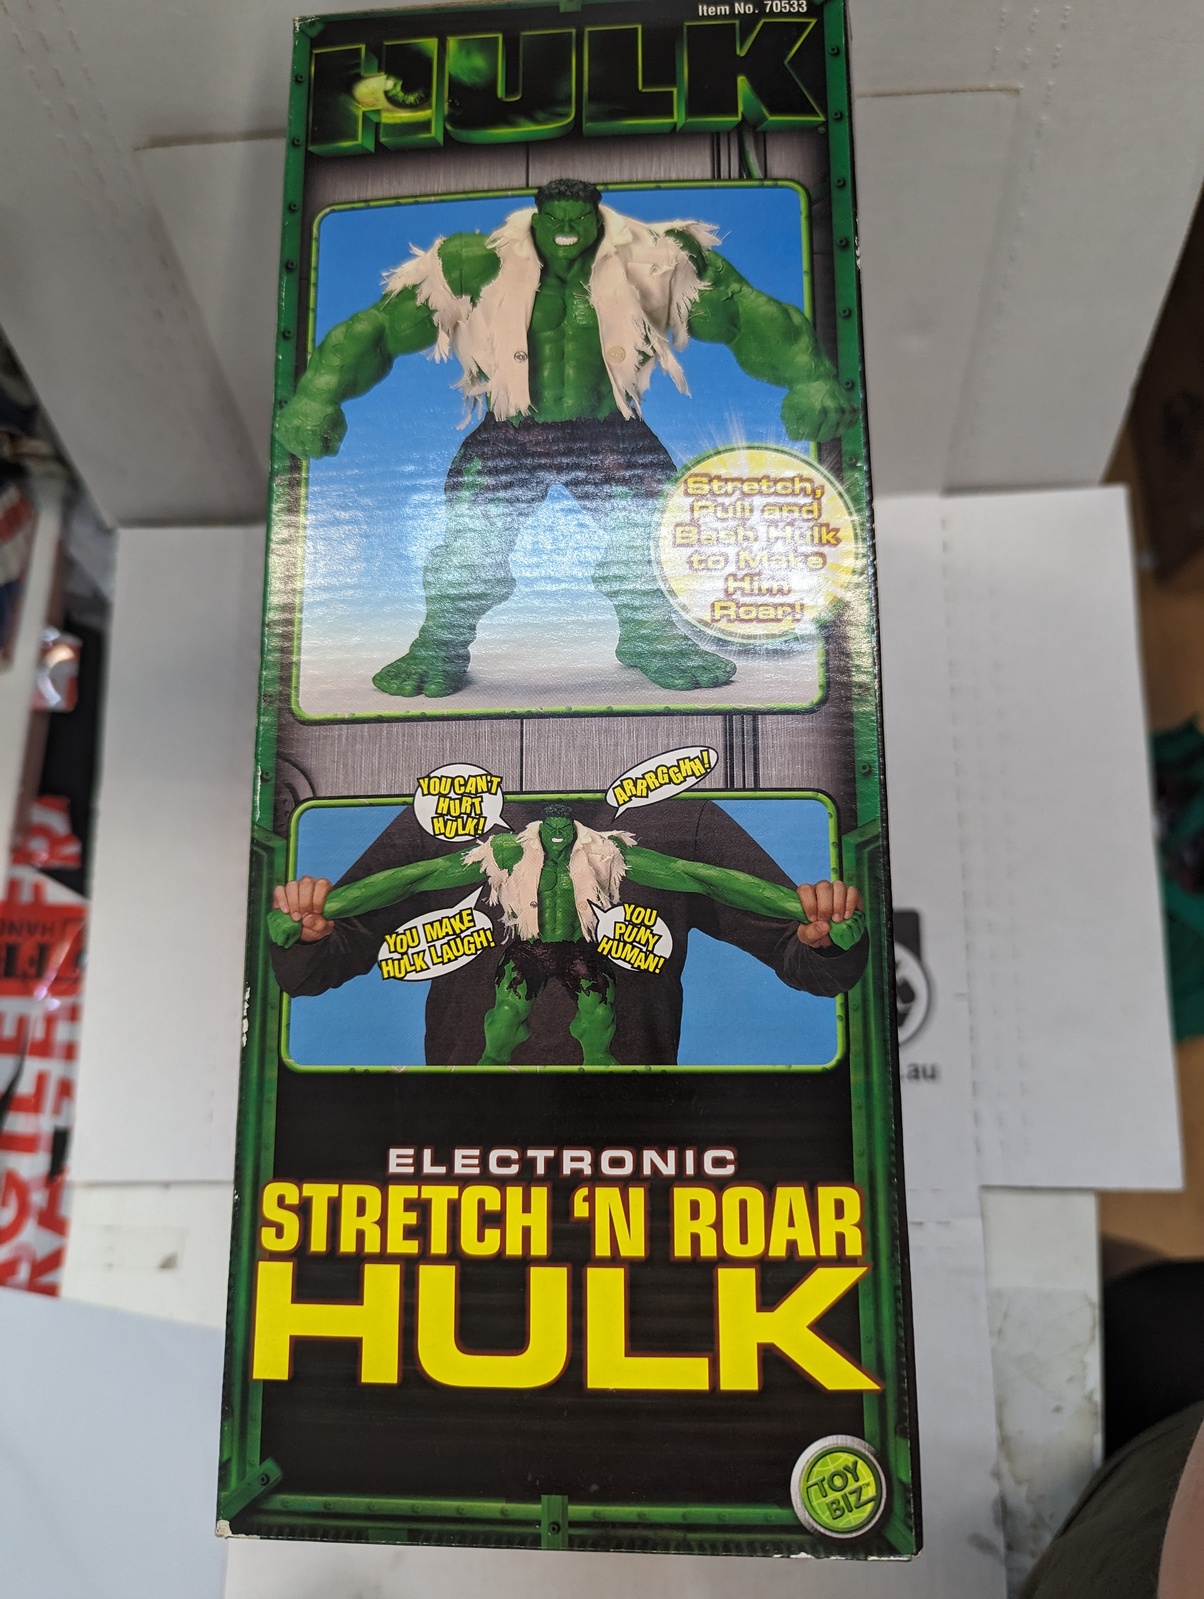 Item No. 70533
HULK
Stretch,
Pull and
Bash Hulk
to Make
Him
Roar!
YOU CAN'T
HURT
HULK!
ARRRGGHH!
YOU MAKE
HULK LAUGH!
YOU
PUNY
HUMAN!
ELECTRONIC
STRETCH 'N ROAR
HULK
TOY
BIZ
.au